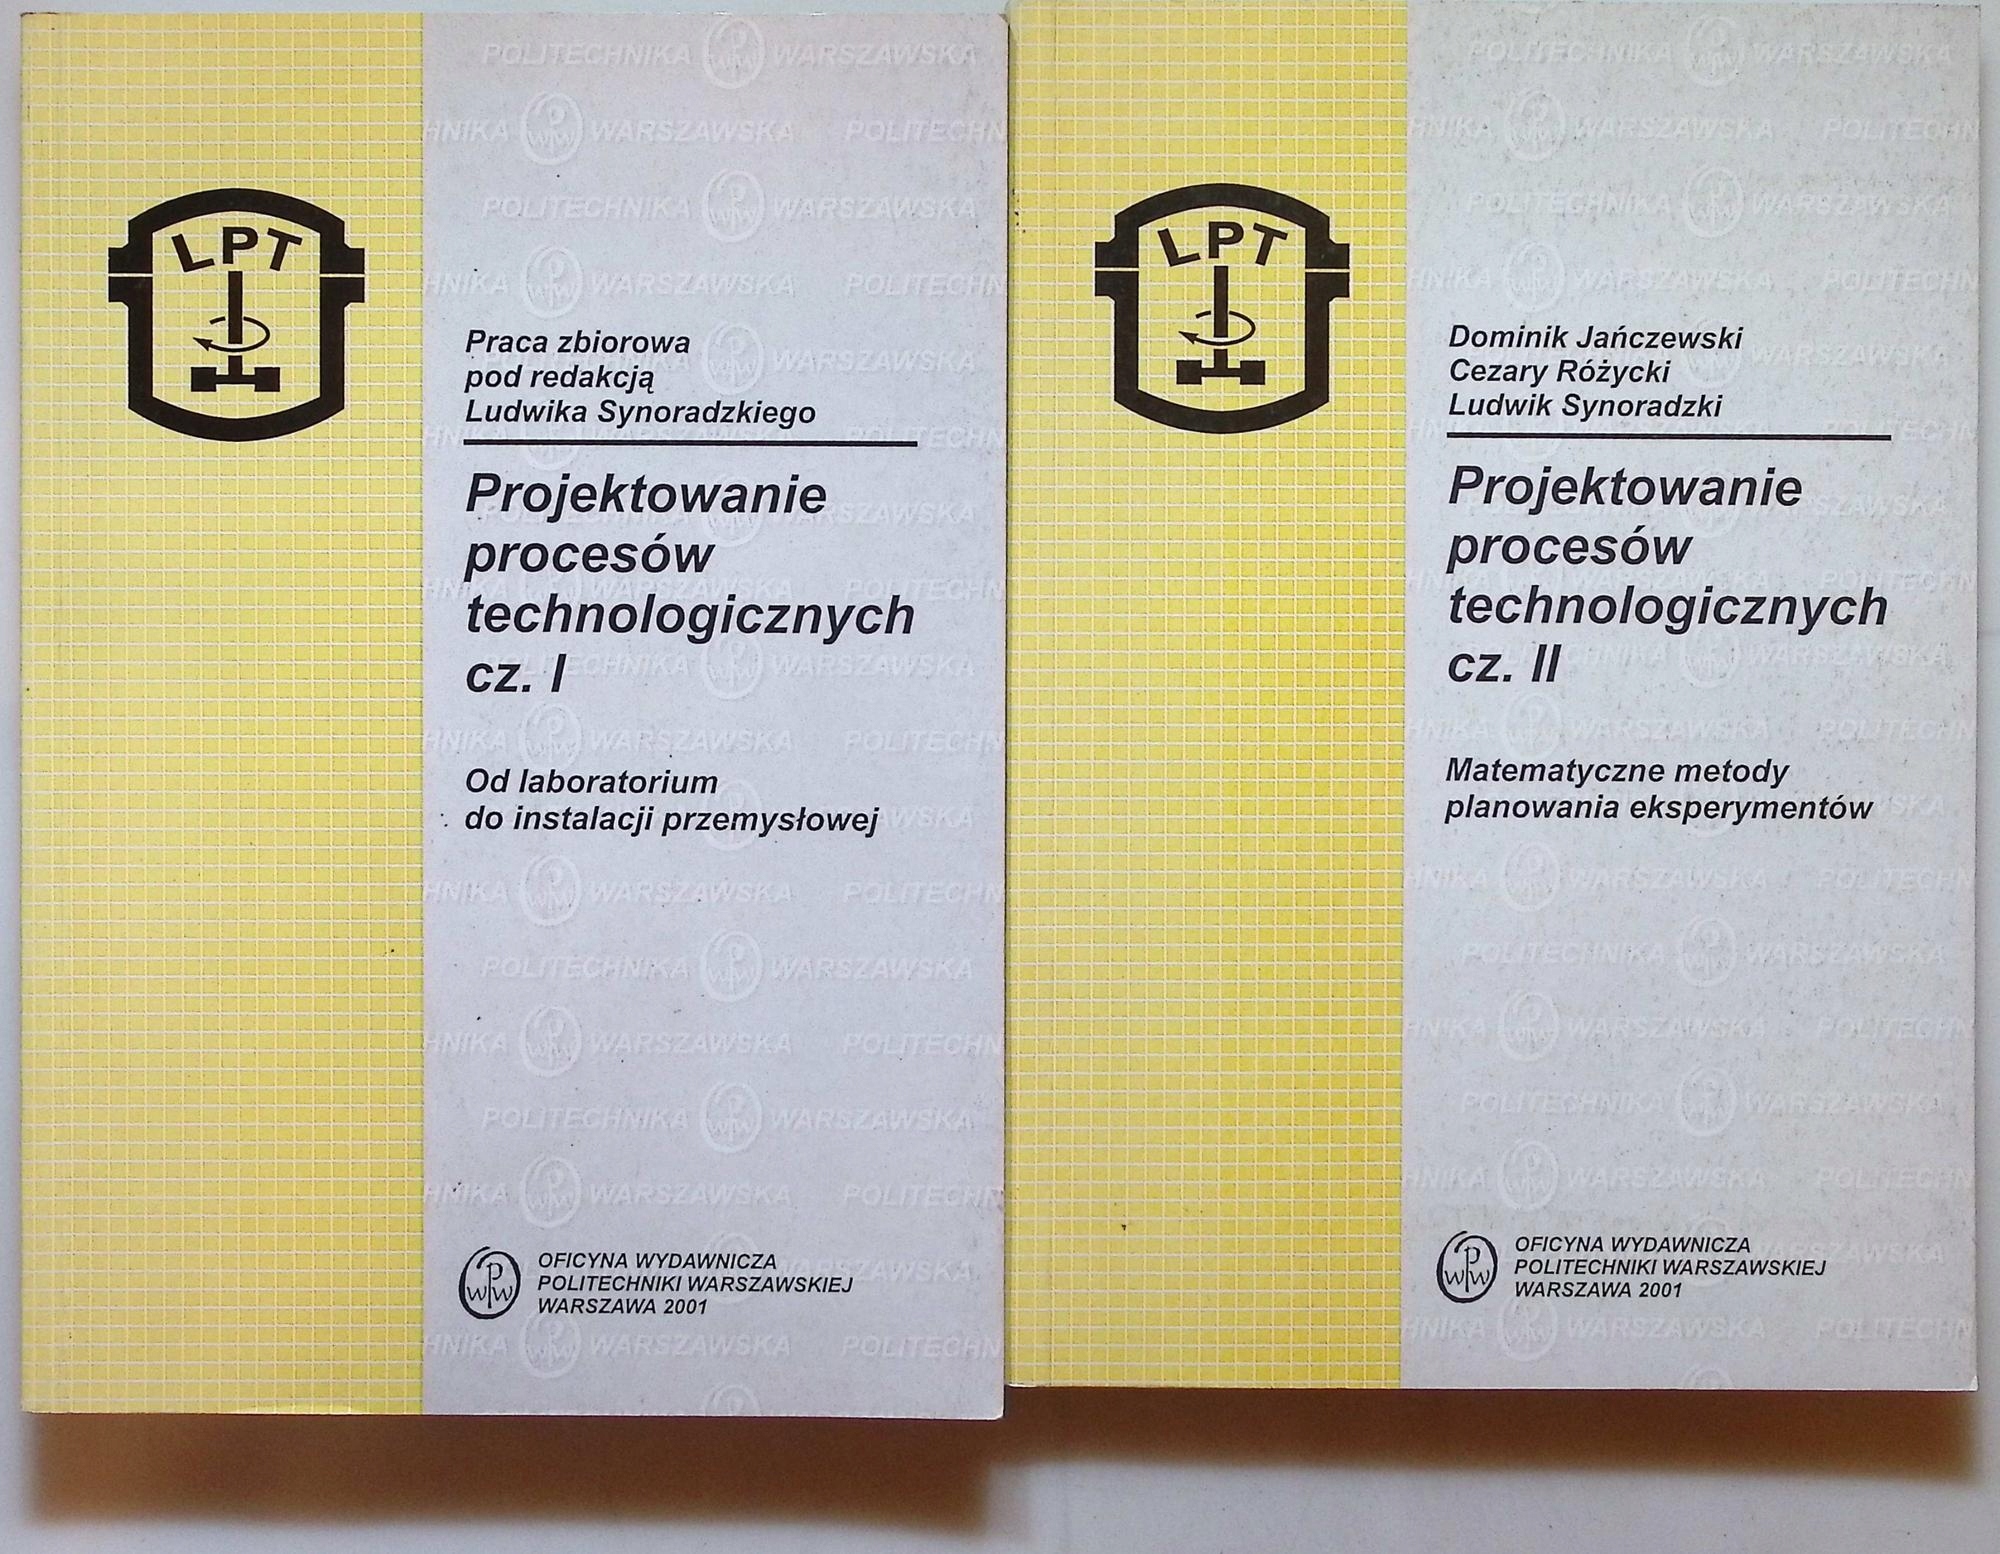 LPT
Praca zbiorowa
pod redakcją
Ludwika Synoradzkiego
Projektowanie
procesów
technologicznych
cz. I
Od laboratorium
do instalacji przemysłowej
OFICYNA WYDAWNICZA
POLITECHNIKI WARSZAWSKIEJ
WARSZAWA 2001
LPT
Dominik Jańczewski
Cezary Różycki
Ludwik Synoradzki
Projektowanie
procesów
technologicznych
cz. II
Matematyczne metody
planowania eksperymentów
OFICYNA WYDAWNICZA
POLITECHNIKI WARSZAWSKIEJ
WARSZAWA 2001
POLITECHNIKA WARSZAWSKA